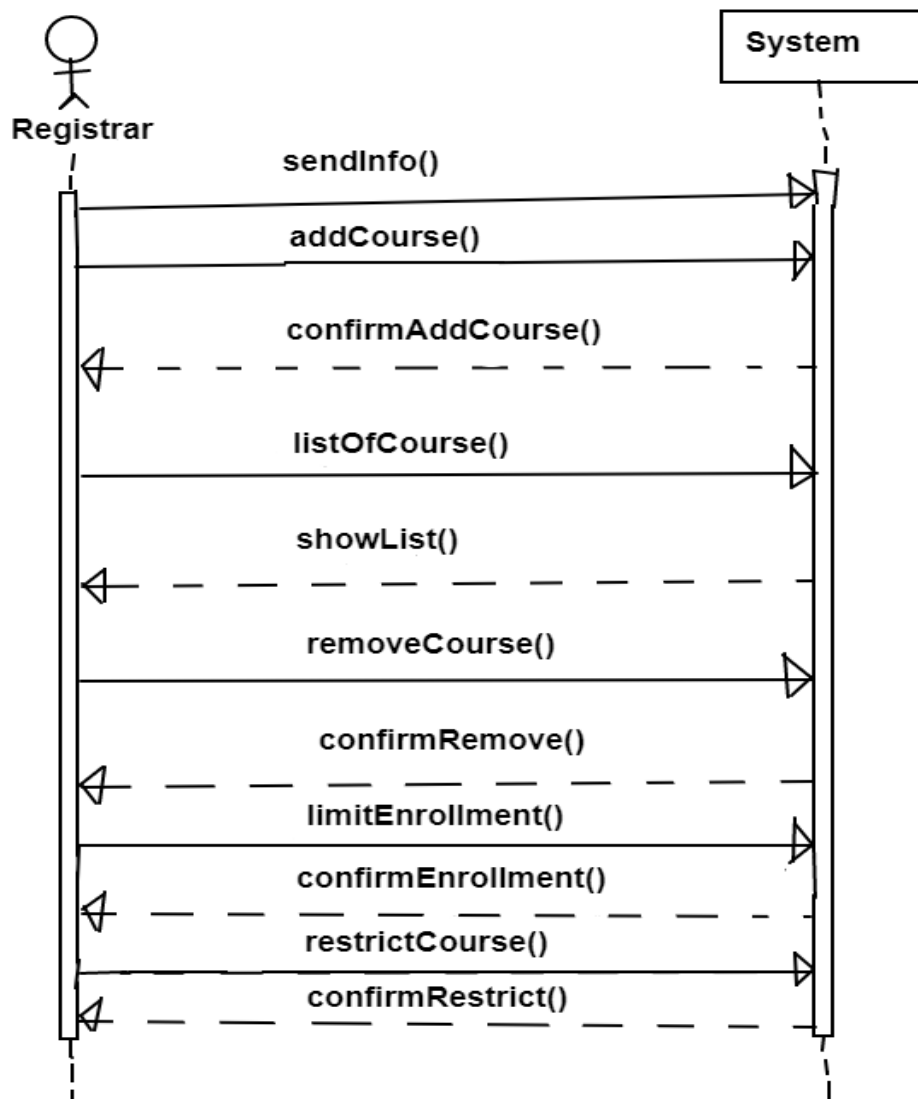 System
Registrar
sendInfo()
addCourse()
confirmAddCourse()
listOfCourse()
showList()
removeCourse()
confirmRemove()
limitEnrollment()
confirmEnrollment()
restrictCourse()
confirmRestrict()